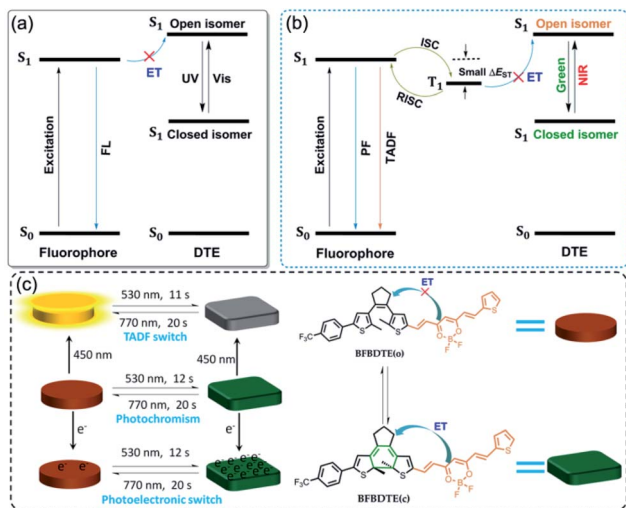 (a)
S₁ Open isomer
S₁
ET
UV Vis
Excitation
FL
S₁
Closed isomer
S₀
Fluorophore DTE
(b)
S₁ Open isomer
S₁
ISC
T₁
Small ΔE_ST
RISC
ET
Green
NIR
Excitation
PF
TADF
S₁
Closed isomer
S₀
Fluorophore DTE
(c)
530 nm, 11 s
770 nm, 20 s
TADF switch
450 nm
450 nm
530 nm, 12 s
770 nm, 20 s
Photochromism
e⁻
e⁻
530 nm, 12 s
770 nm, 20 s
Photoelectronic switch
e⁻ e⁻
e⁻ e⁻ e⁻ e⁻
e⁻ e⁻ e⁻ e⁻
ET
S
S
S
F₃C
O O
B
F F
BFBDTE(o)
ET
S
S
S
F₃C
O O
B
F F
BFBDTE(c)